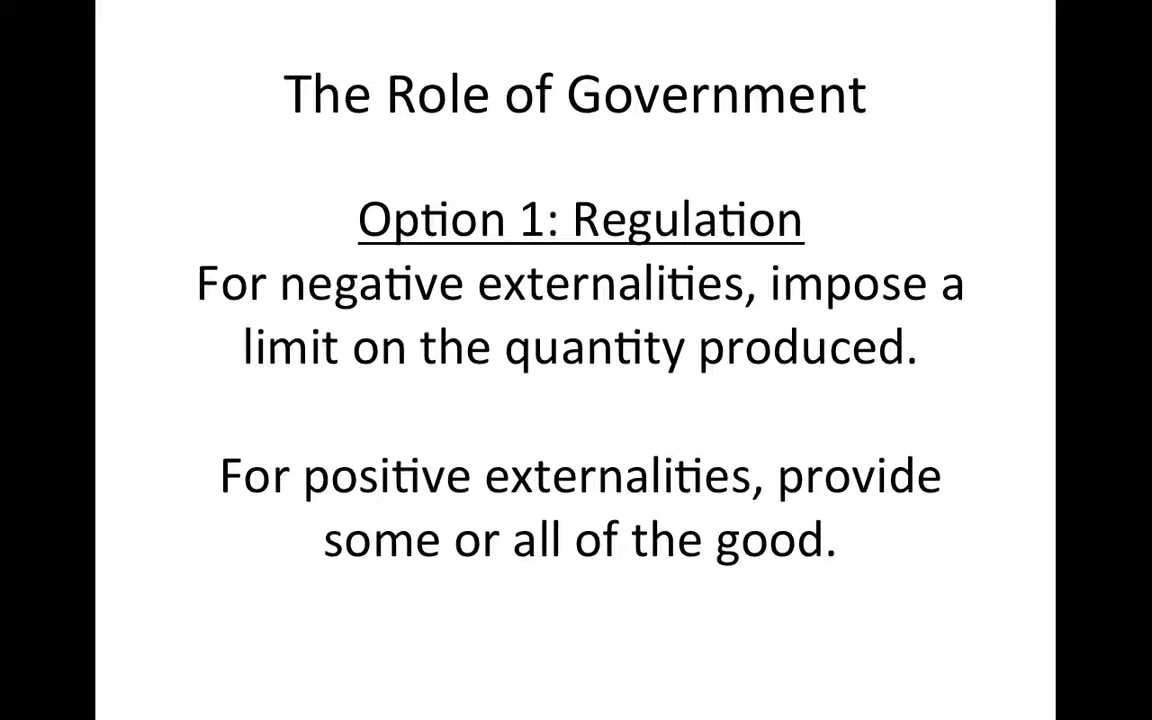 The Role of Government
Option 1: Regulation
For negative externalities, impose a
limit on the quantity produced.
For positive externalities, provide
some or all of the good.